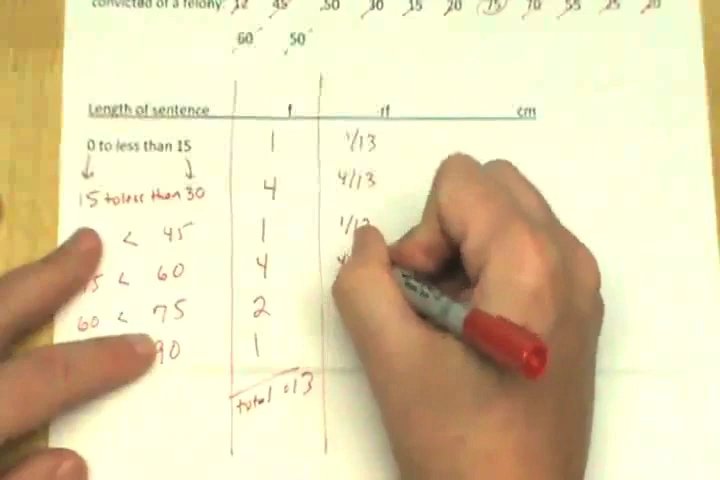 convicted of a felony: 12 45 50 30 15 20 75 70 55 25 20
60 50
Length of sentence f rf cm
0 to less than 15 1 1/13
15 to less than 30 4 4/13
< 45 1 1/13
< 60 4
60 < 75 2
90 1
total = 13